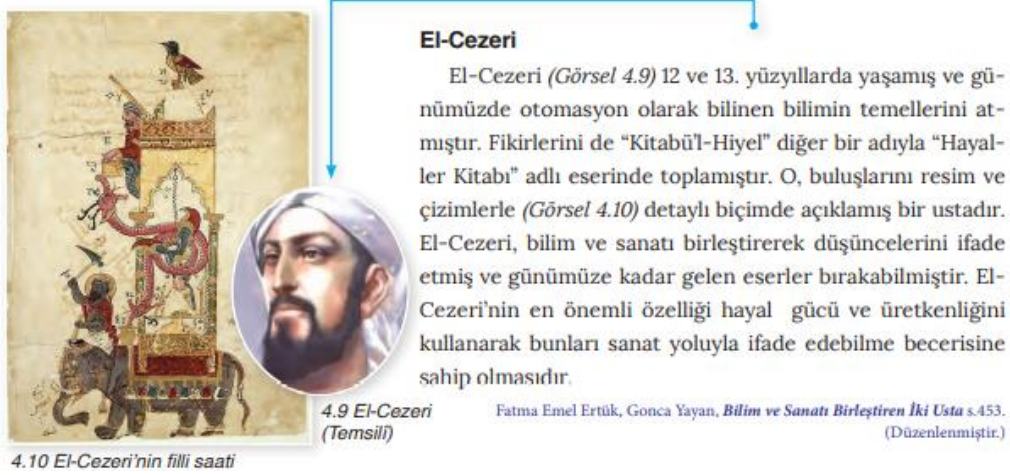 El-Cezeri
El-Cezeri (Görsel 4.9) 12 ve 13. yüzyıllarda yaşamış ve gü-
nümüzde otomasyon olarak bilinen bilimin temellerini at-
mıştır. Fikirlerini de “Kitabü’l-Hiyel” diğer bir adıyla “Hayal-
ler Kitabı” adlı eserinde toplamıştır. O, buluşlarını resim ve
çizimlerle (Görsel 4.10) detaylı biçimde açıklamış bir ustadır.
El-Cezeri, bilim ve sanatı birleştirerek düşüncelerini ifade
etmiş ve günümüze kadar gelen eserler bırakabilmiştir. El-
Cezeri’nin en önemli özelliği hayal gücü ve üretkenliğini
kullanarak bunları sanat yoluyla ifade edebilme becerisine
sahip olmasıdır.
Fatma Emel Ertük, Gonca Yayan, Bilim ve Sanatı Birleştiren İki Usta s.453.
(Düzenlenmiştir.)
4.9 El-Cezeri
(Temsilî)
4.10 El-Cezeri’nin filli saati